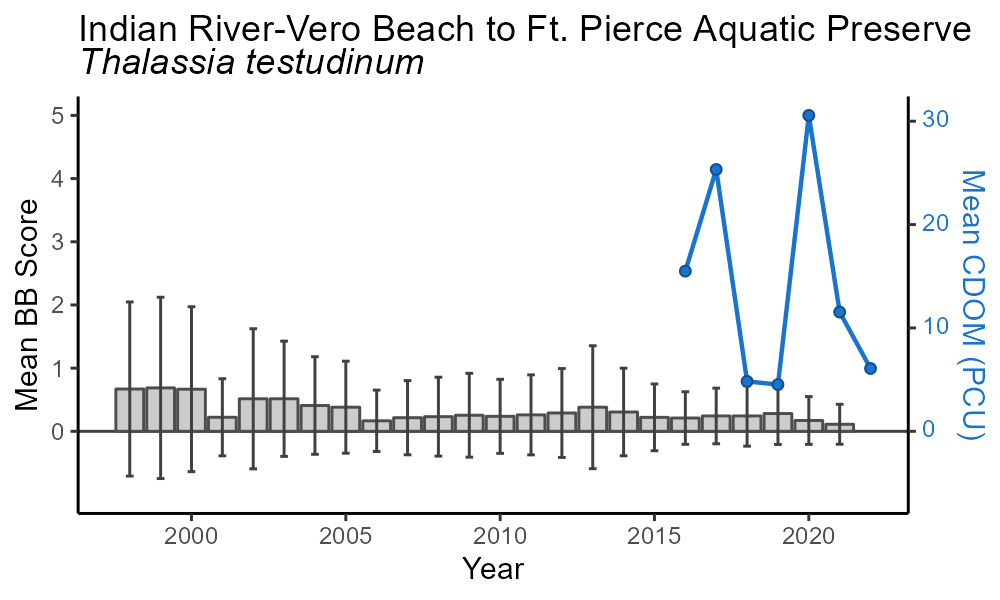 Indian River-Vero Beach to Ft. Pierce Aquatic Preserve
Thalassia testudinum
5
4
3
2
1
0
Mean BB Score
30
20
10
0
Mean CDOM (PCU)
2000 2005 2010 2015 2020
Year